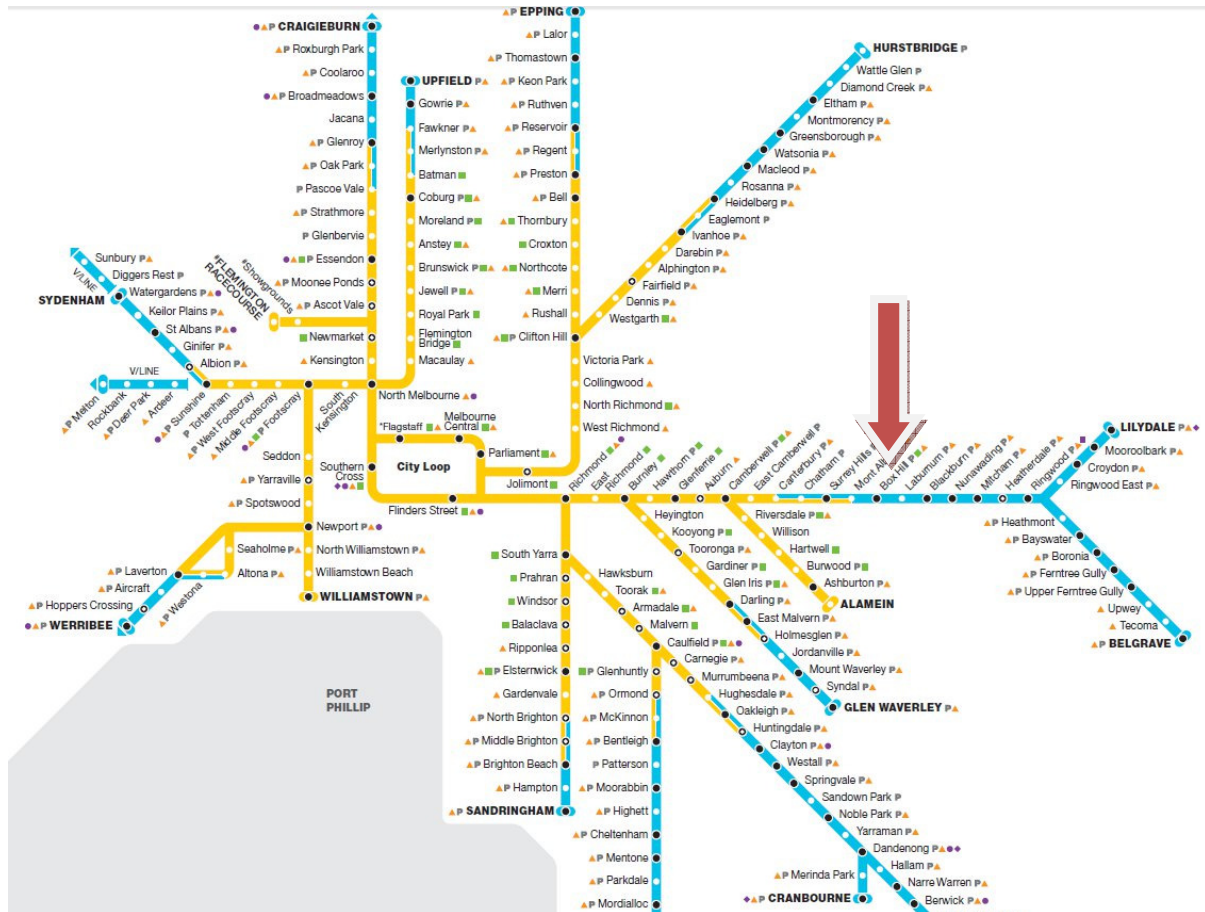 CRAIGIEBURN
Roxburgh Park
Coolaroo
Broadmeadows
Jacana
Glenroy
Oak Park
Pascoe Vale
Strathmore
Glenbervie
Essendon
Moonee Ponds
Ascot Vale
Newmarket
Kensington
*FLEMINGTON
RACECOURSE
*Showgrounds
UPFIELD P
Gowrie P
Fawkner P
Merlynston P
Batman
Coburg P
Moreland P
Anstey
Brunswick P
Jewell P
Royal Park
Flemington
Bridge
Macaulay
P EPPING
P Lalor
P Thomastown
P Keon Park
P Ruthven
P Reservoir
P Regent
P Preston
P Bell
Thornbury
Croxton
Northcote
Merri
Rushall
P Clifton Hill
Victoria Park
Collingwood
North Richmond
West Richmond
HURSTBRIDGE P
Wattle Glen P
Diamond Creek P
Eltham P
Montmorency P
Greensborough P
Watsonia P
Macleod P
Rosanna P
Heidelberg P
Eaglemont P
Ivanhoe P
Darebin P
Alphington P
Fairfield P
Dennis P
Westgarth
Sunbury P
Diggers Rest P
Watergardens P
SYDENHAM
V/LINE
Keilor Plains P
St Albans P
Ginifer P
Albion P
V/LINE
P Melton
Rockbank
P Deer Park
Ardeer
P Sunshine
P Tottenham
P West Footscray
Middle Footscray
P Footscray
South
Kensington
North Melbourne
*Flagstaff
Melbourne
Central
Parliament
City Loop
Jolimont
Southern
Cross
Flinders Street
Seddon
P Yarraville
P Spotswood
Newport P
North Williamstown P
Williamstown Beach
WILLIAMSTOWN P
Seaholme P
Altona P
P Westona
P Laverton
P Aircraft
P Hoppers Crossing
P WERRIBEE
PORT
PHILLIP
Richmond
East
Richmond
Burnley
Hawthorn P
Glenferrie
Auburn
Camberwell P
East Camberwell
Canterbury P
Chatham P
Surrey Hills
Box Hill P
Laburnum P
Blackburn P
Nunawading P
Mitcham P
Heatherdale P
Ringwood P
LILYDALE P
Mooroolbark P
Croydon P
Ringwood East P
P Heathmont
P Bayswater
P Boronia
P Ferntree Gully
P Upper Ferntree Gully
Upwey
Tecoma
P BELGRAVE
Riversdale P
Willison
Hartwell
Burwood P
Ashburton P
ALAMEIN
Heyington
Kooyong P
Tooronga P
Gardiner P
Glen Iris P
Darling P
East Malvern P
Holmesglen P
Jordanville P
Mount Waverley P
Syndal P
GLEN WAVERLEY P
South Yarra
Prahran
Windsor
Balaclava
Ripponlea
P Elsternwick
Gardenvale
P North Brighton
P Middle Brighton
P Brighton Beach
P Hampton
P SANDRINGHAM
Hawksburn
Toorak
Armadale
Malvern
Caulfield P
Carnegie P
Murrumbeena P
Hughesdale P
Oakleigh P
Huntingdale P
Clayton P
Westall P
Springvale P
Sandown Park P
Noble Park P
Yarraman P
Dandenong P
Hallam P
Narre Warren P
Berwick P
P Merinda Park
P CRANBOURNE
P Glenhuntly
P Ormond
P McKinnon
P Bentleigh
P Patterson
P Moorabbin
P Highett
P Cheltenham
P Mentone
P Parkdale
P Mordialloc